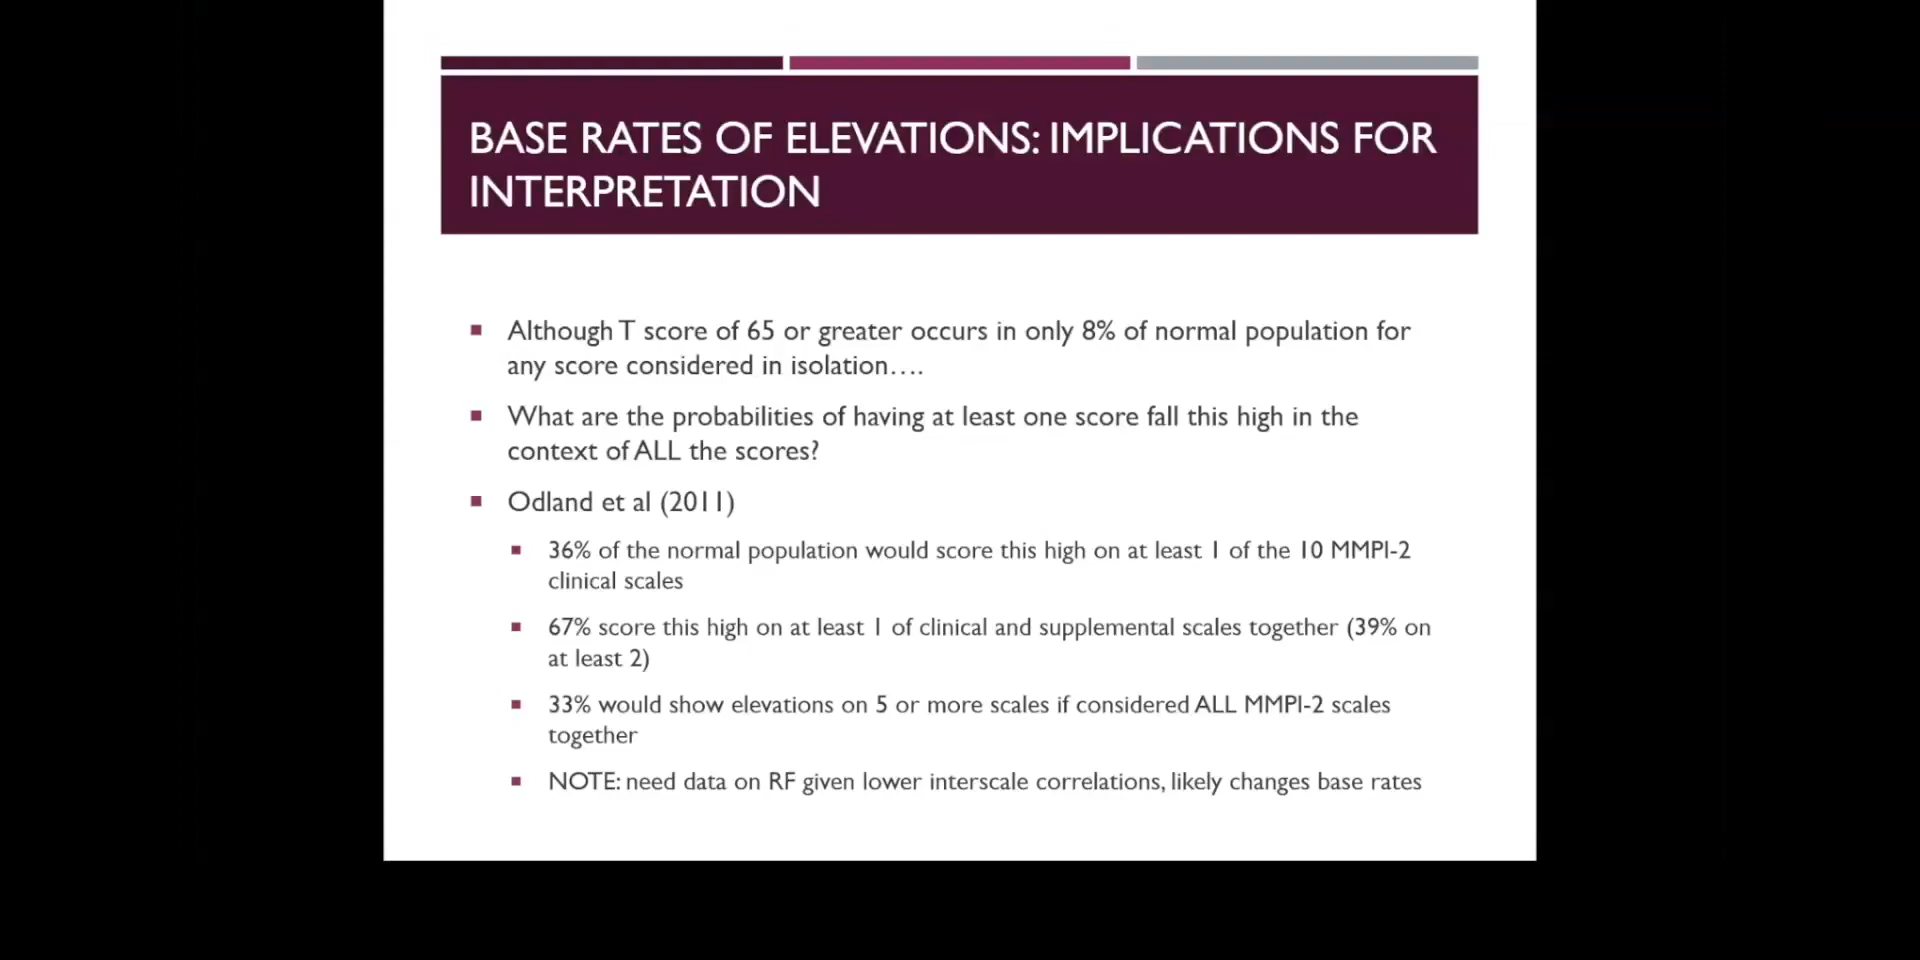 BASE RATES OF ELEVATIONS: IMPLICATIONS FOR
INTERPRETATION
Although T score of 65 or greater occurs in only 8% of normal population for
any score considered in isolation….
What are the probabilities of having at least one score fall this high in the
context of ALL the scores?
Odland et al (2011)
36% of the normal population would score this high on at least 1 of the 10 MMPI-2
clinical scales
67% score this high on at least 1 of clinical and supplemental scales together (39% on
at least 2)
33% would show elevations on 5 or more scales if considered ALL MMPI-2 scales
together
NOTE: need data on RF given lower interscale correlations, likely changes base rates